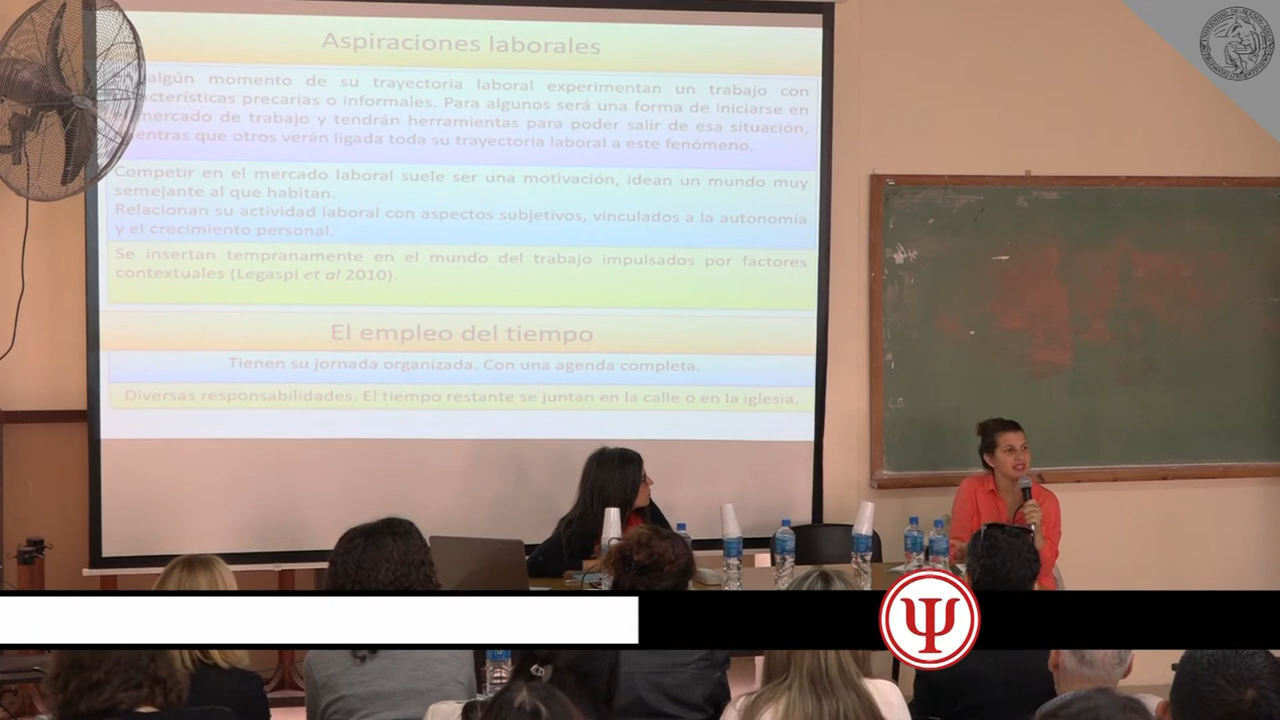 Aspiraciones laborales
algún momento de su trayectoria laboral experimentan un trabajo con
características precarias o informales. Para algunos será una forma de iniciarse en
mercado de trabajo y tendrán herramientas para poder salir de esa situación,
mientras que otros verán ligada toda su trayectoria laboral a este fenómeno.
Competir en el mercado laboral suele ser una motivación, idean un mundo muy
semejante al que habitan.
Relacionan su actividad laboral con aspectos subjetivos, vinculados a la autonomía
y el crecimiento personal.
Se insertan tempranamente en el mundo del trabajo impulsados por factores
contextuales (Legaspi et al 2010).
El empleo del tiempo
Tienen su jornada organizada. Con una agenda completa.
Diversas responsabilidades. El tiempo restante se juntan en la calle o en la iglesia.
Ψ